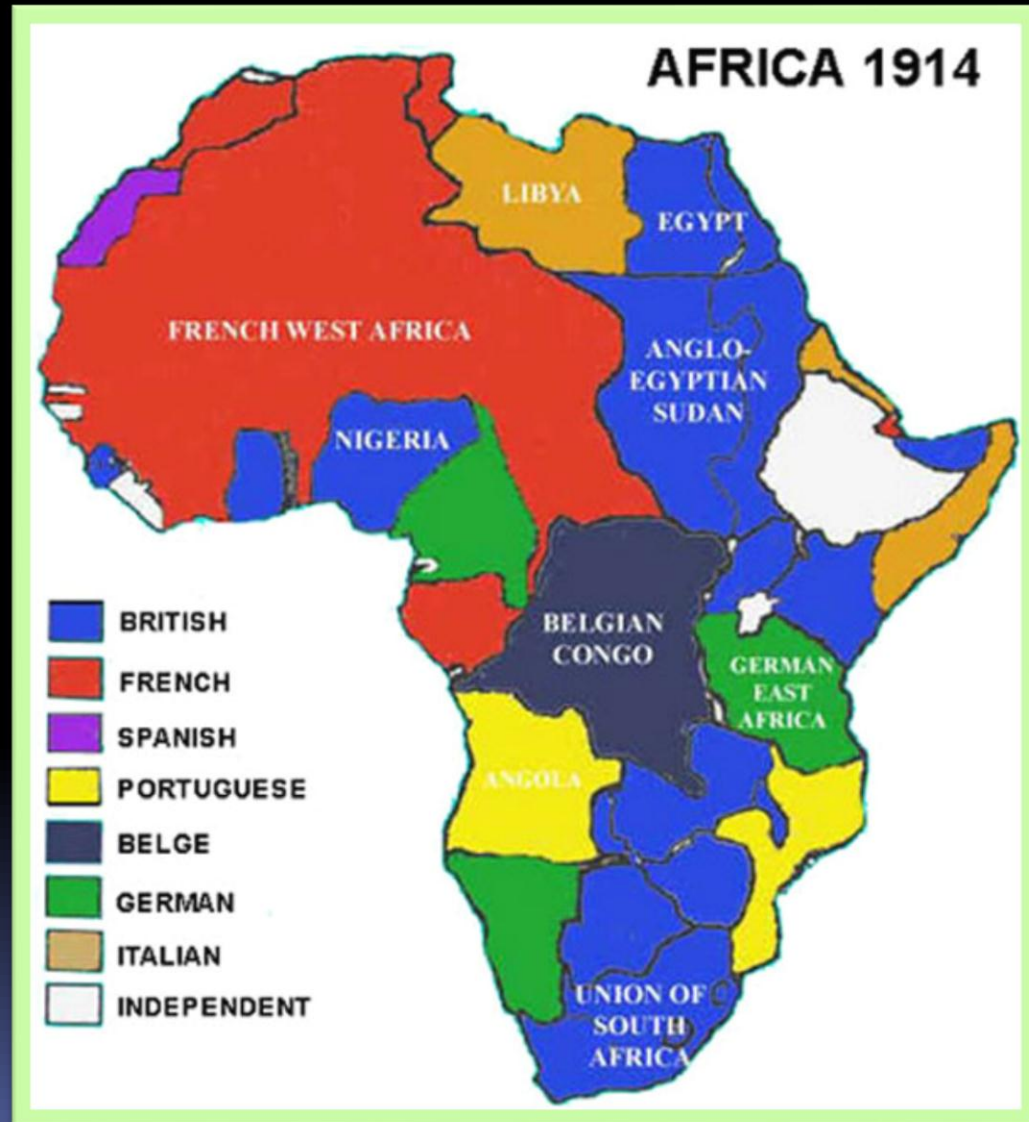 AFRICA 1914
LIBYA
EGYPT
FRENCH WEST AFRICA
ANGLO-
EGYPTIAN
SUDAN
NIGERIA
BELGIAN
CONGO
GERMAN
EAST
AFRICA
ANGOLA
UNION OF
SOUTH
AFRICA
BRITISH
FRENCH
SPANISH
PORTUGUESE
BELGE
GERMAN
ITALIAN
INDEPENDENT